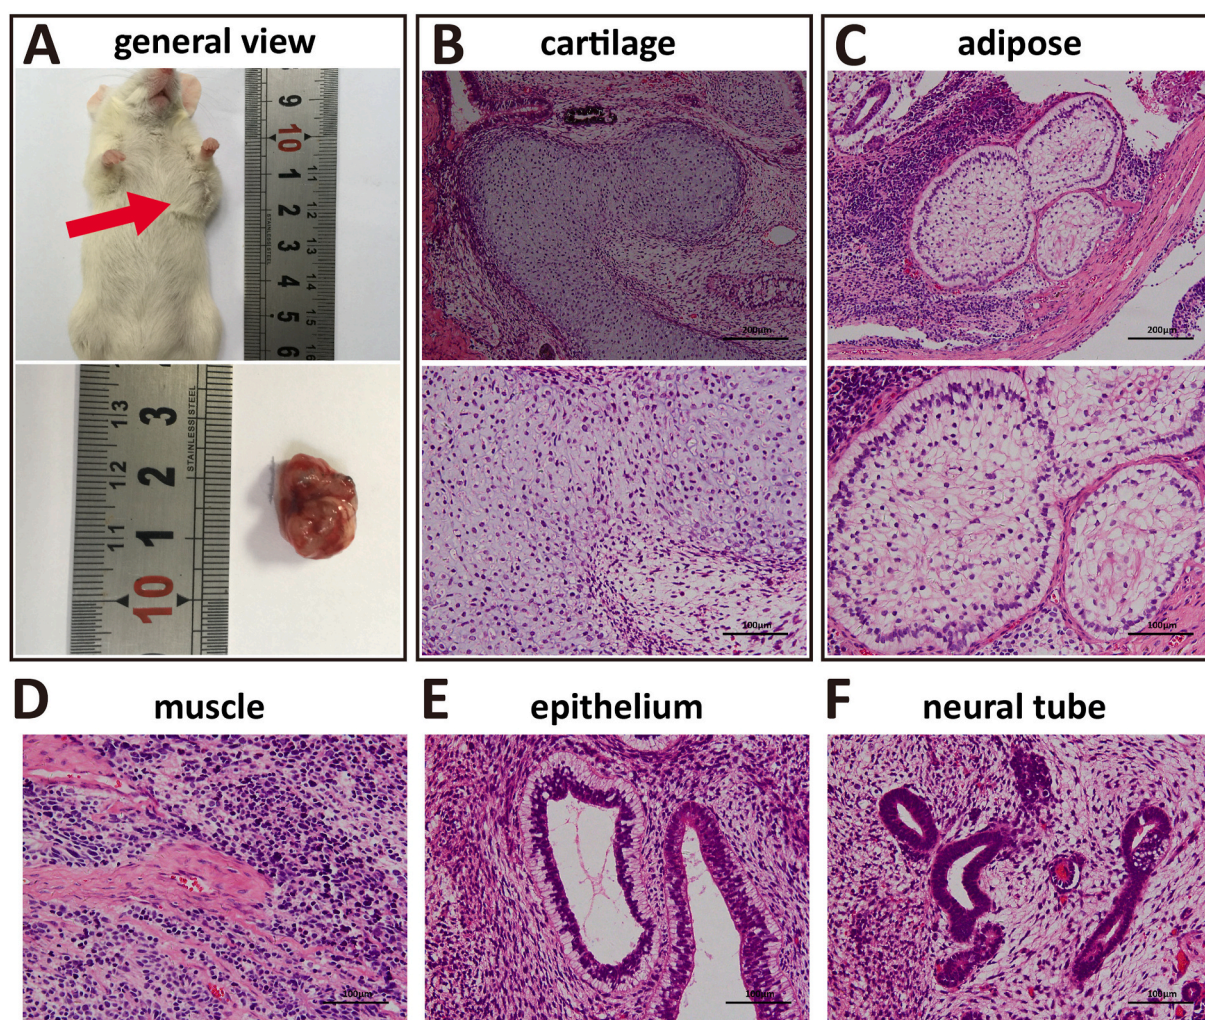 A general view
9
10
1 11
2 12
3 13
4 14
5 15
6 16
STAINLESS STEEL
13 3
12 2
11 1
10
STAINLESS STEEL
B cartilage
200μm
100μm
C adipose
200μm
100μm
D muscle
100μm
E epithelium
100μm
F neural tube
100μm